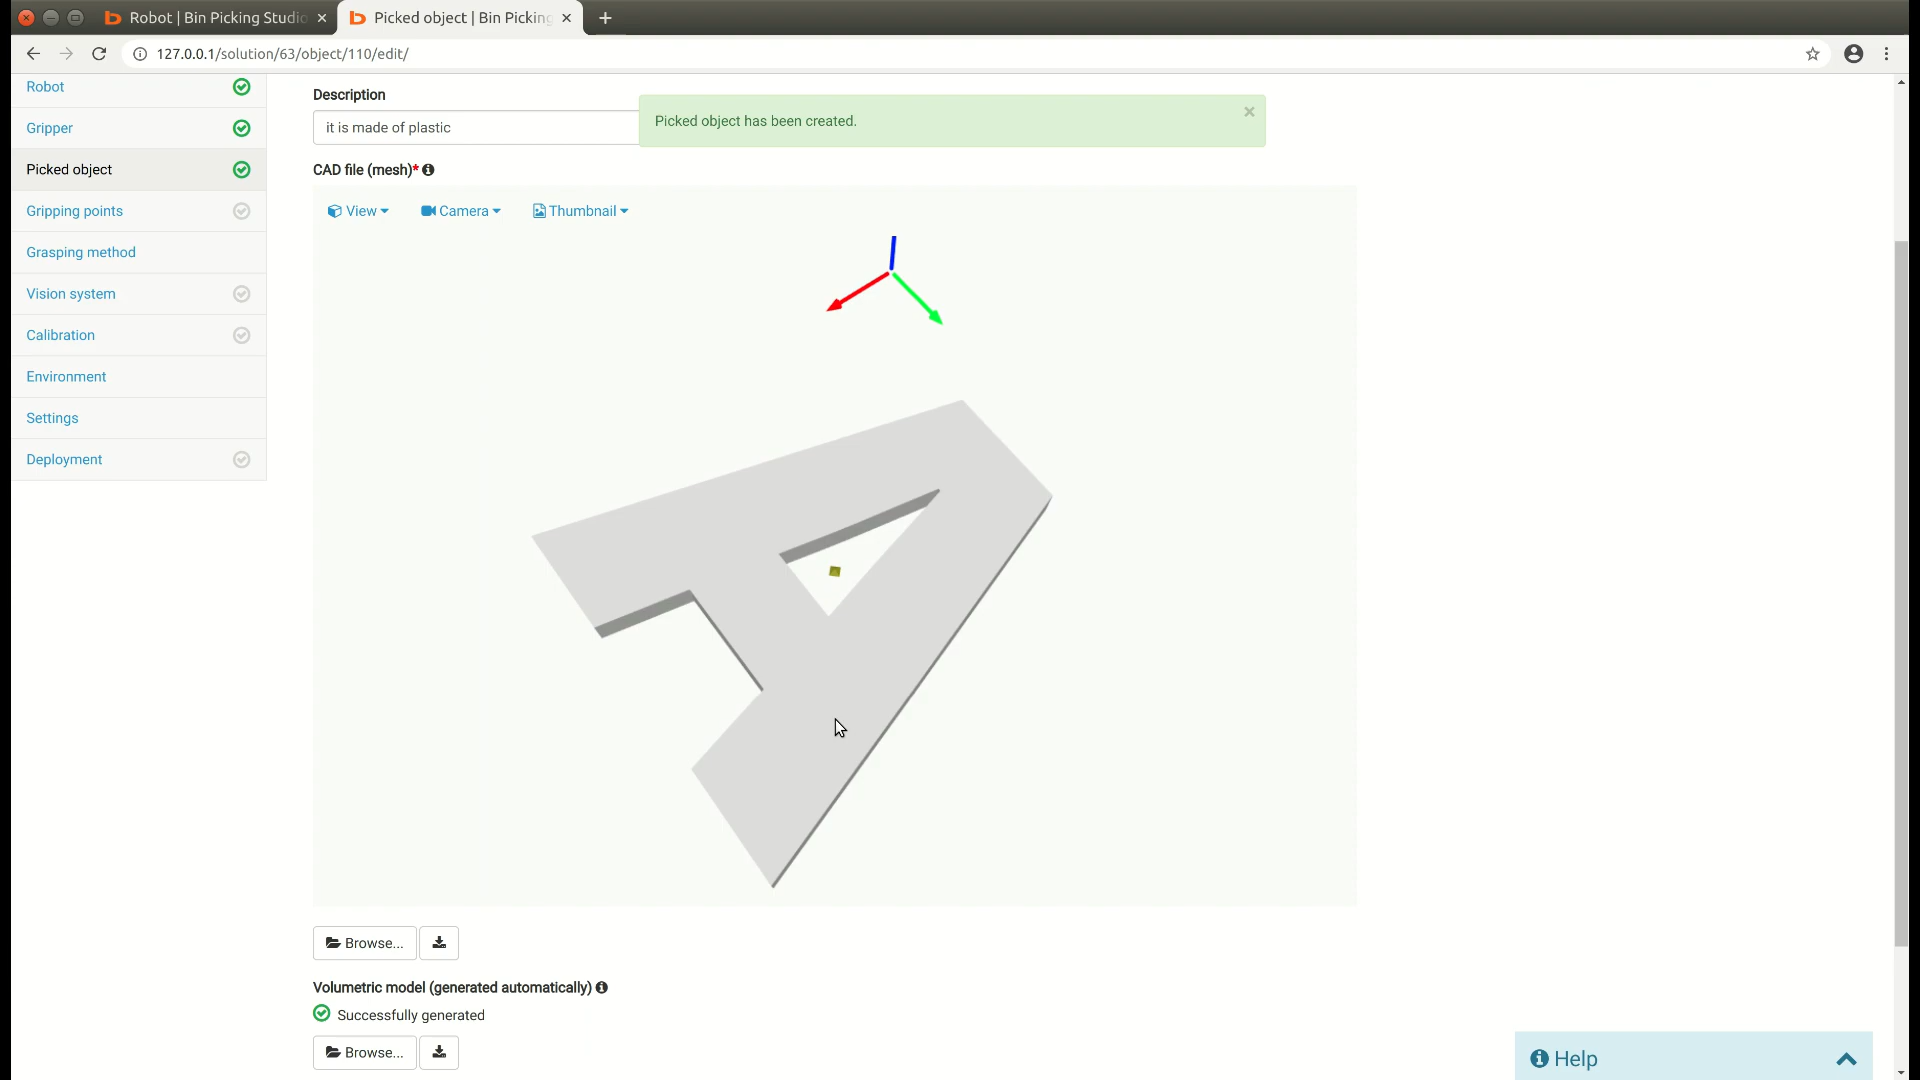 Robot | Bin Picking Studio
Picked object | Bin Picking
127.0.0.1/solution/63/object/110/edit/
Robot
Gripper
Picked object
Gripping points
Grasping method
Vision system
Calibration
Environment
Settings
Deployment
Description
it is made of plastic
Picked object has been created.
CAD file (mesh)*
View
Camera
Thumbnail
Browse...
Volumetric model (generated automatically)
Successfully generated
Browse...
Help